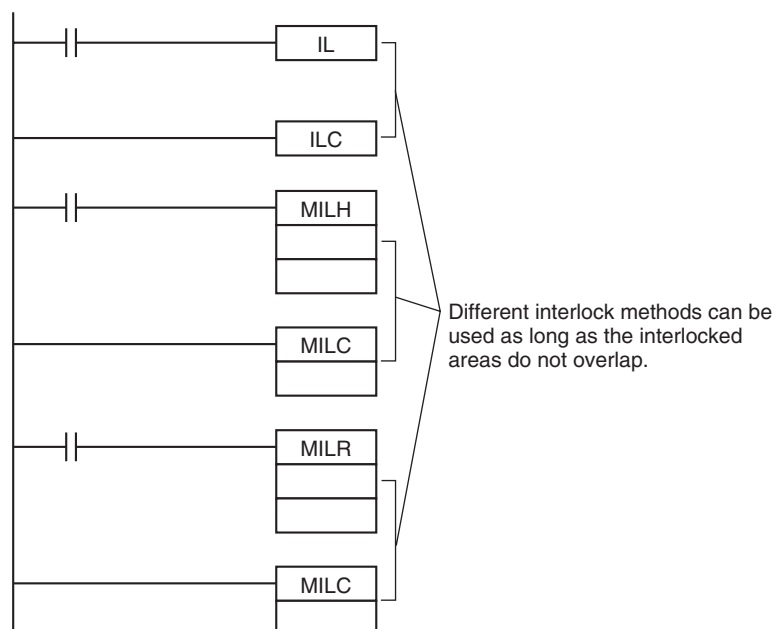 IL
ILC
MILH
MILC
Different interlock methods can be
used as long as the interlocked
areas do not overlap.
MILR
MILC